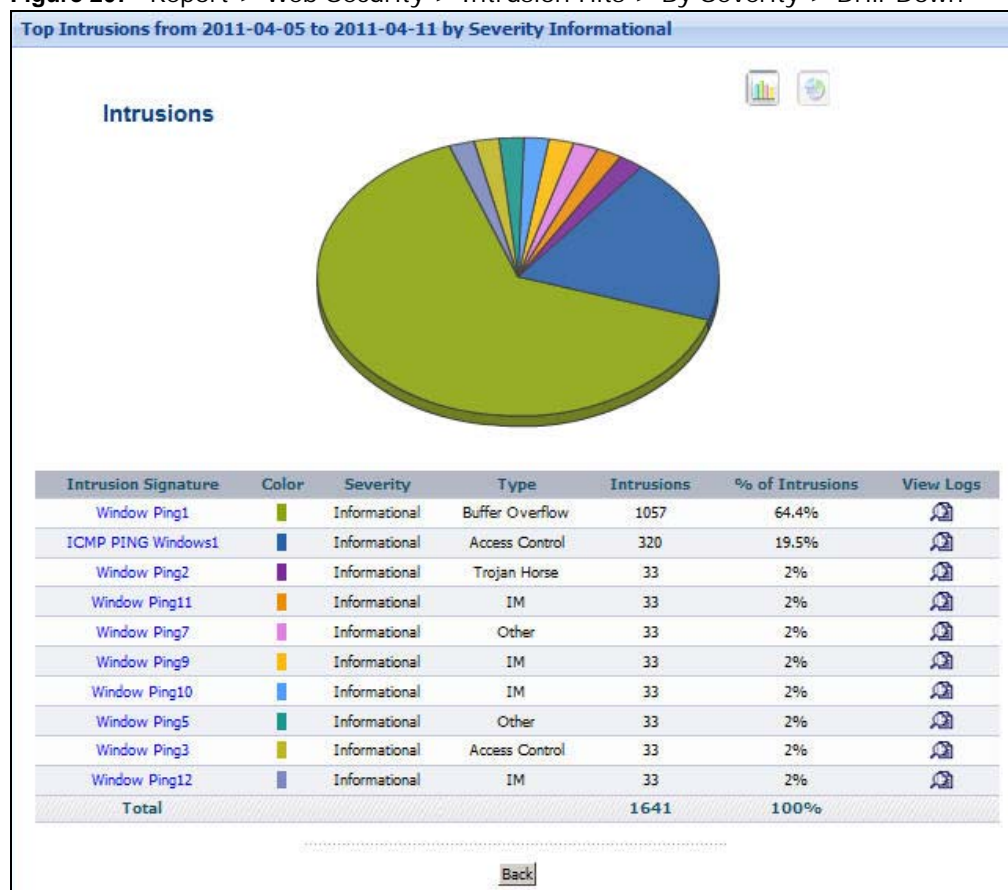 Top Intrusions from 2011-04-05 to 2011-04-11 by Severity Informational
Intrusions
Intrusion Signature Color Severity Type Intrusions % of Intrusions View Logs
Window Ping1 Informational Buffer Overflow 1057 64.4%
ICMP PING Windows1 Informational Access Control 320 19.5%
Window Ping2 Informational Trojan Horse 33 2%
Window Ping11 Informational IM 33 2%
Window Ping7 Informational Other 33 2%
Window Ping9 Informational IM 33 2%
Window Ping10 Informational IM 33 2%
Window Ping5 Informational Other 33 2%
Window Ping3 Informational Access Control 33 2%
Window Ping12 Informational IM 33 2%
Total 1641 100%
Back